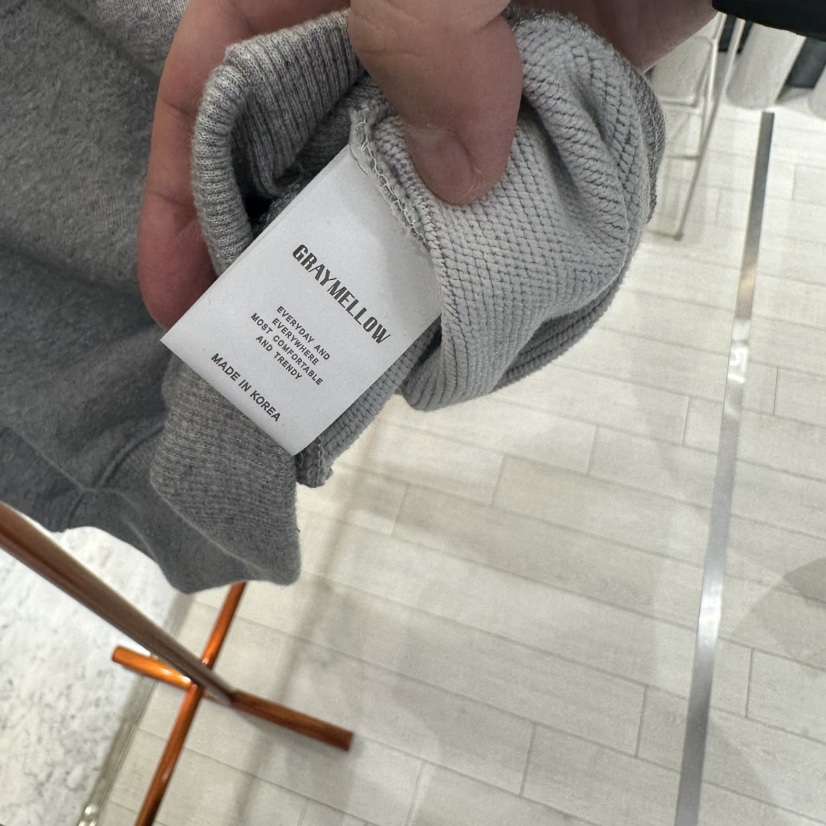 GRAYMELLOW
EVERYDAY AND
EVERYWHERE
MOST COMFORTABLE
AND TRENDY
MADE IN KOREA